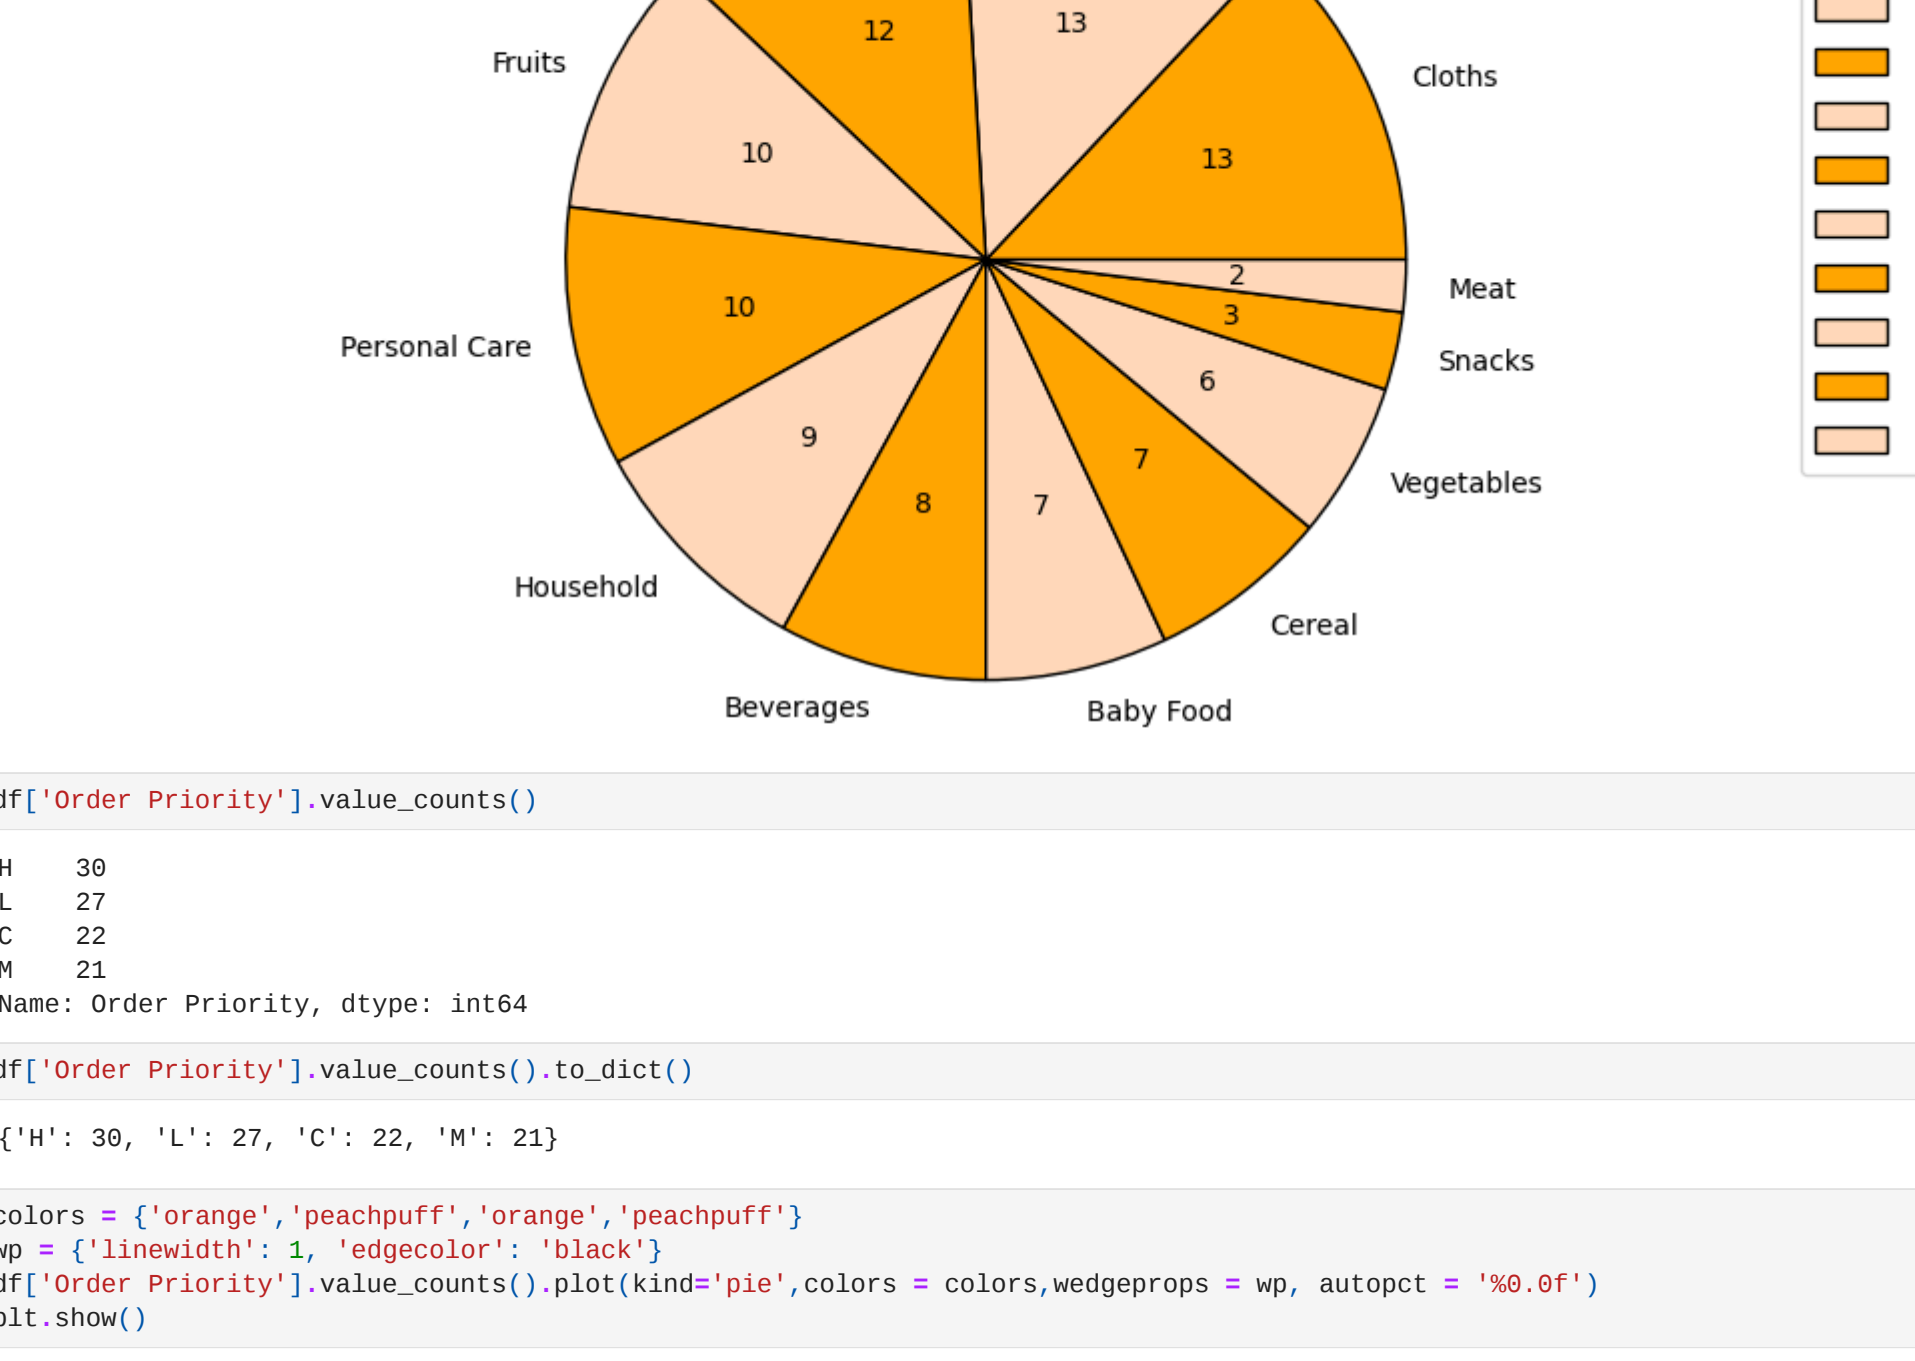 12
13
Fruits
Cloths
10
13
2
Meat
10
3
Personal Care
Snacks
6
9
7
Vegetables
8
7
Household
Cereal
Beverages
Baby Food
df['Order Priority'].value_counts()
H    30
L    27
C    22
M    21
Name: Order Priority, dtype: int64
df['Order Priority'].value_counts().to_dict()
{'H': 30, 'L': 27, 'C': 22, 'M': 21}
colors = {'orange','peachpuff','orange','peachpuff'}
wp = {'linewidth': 1, 'edgecolor': 'black'}
df['Order Priority'].value_counts().plot(kind='pie',colors = colors,wedgeprops = wp, autopct = '%0.0f')
plt.show()